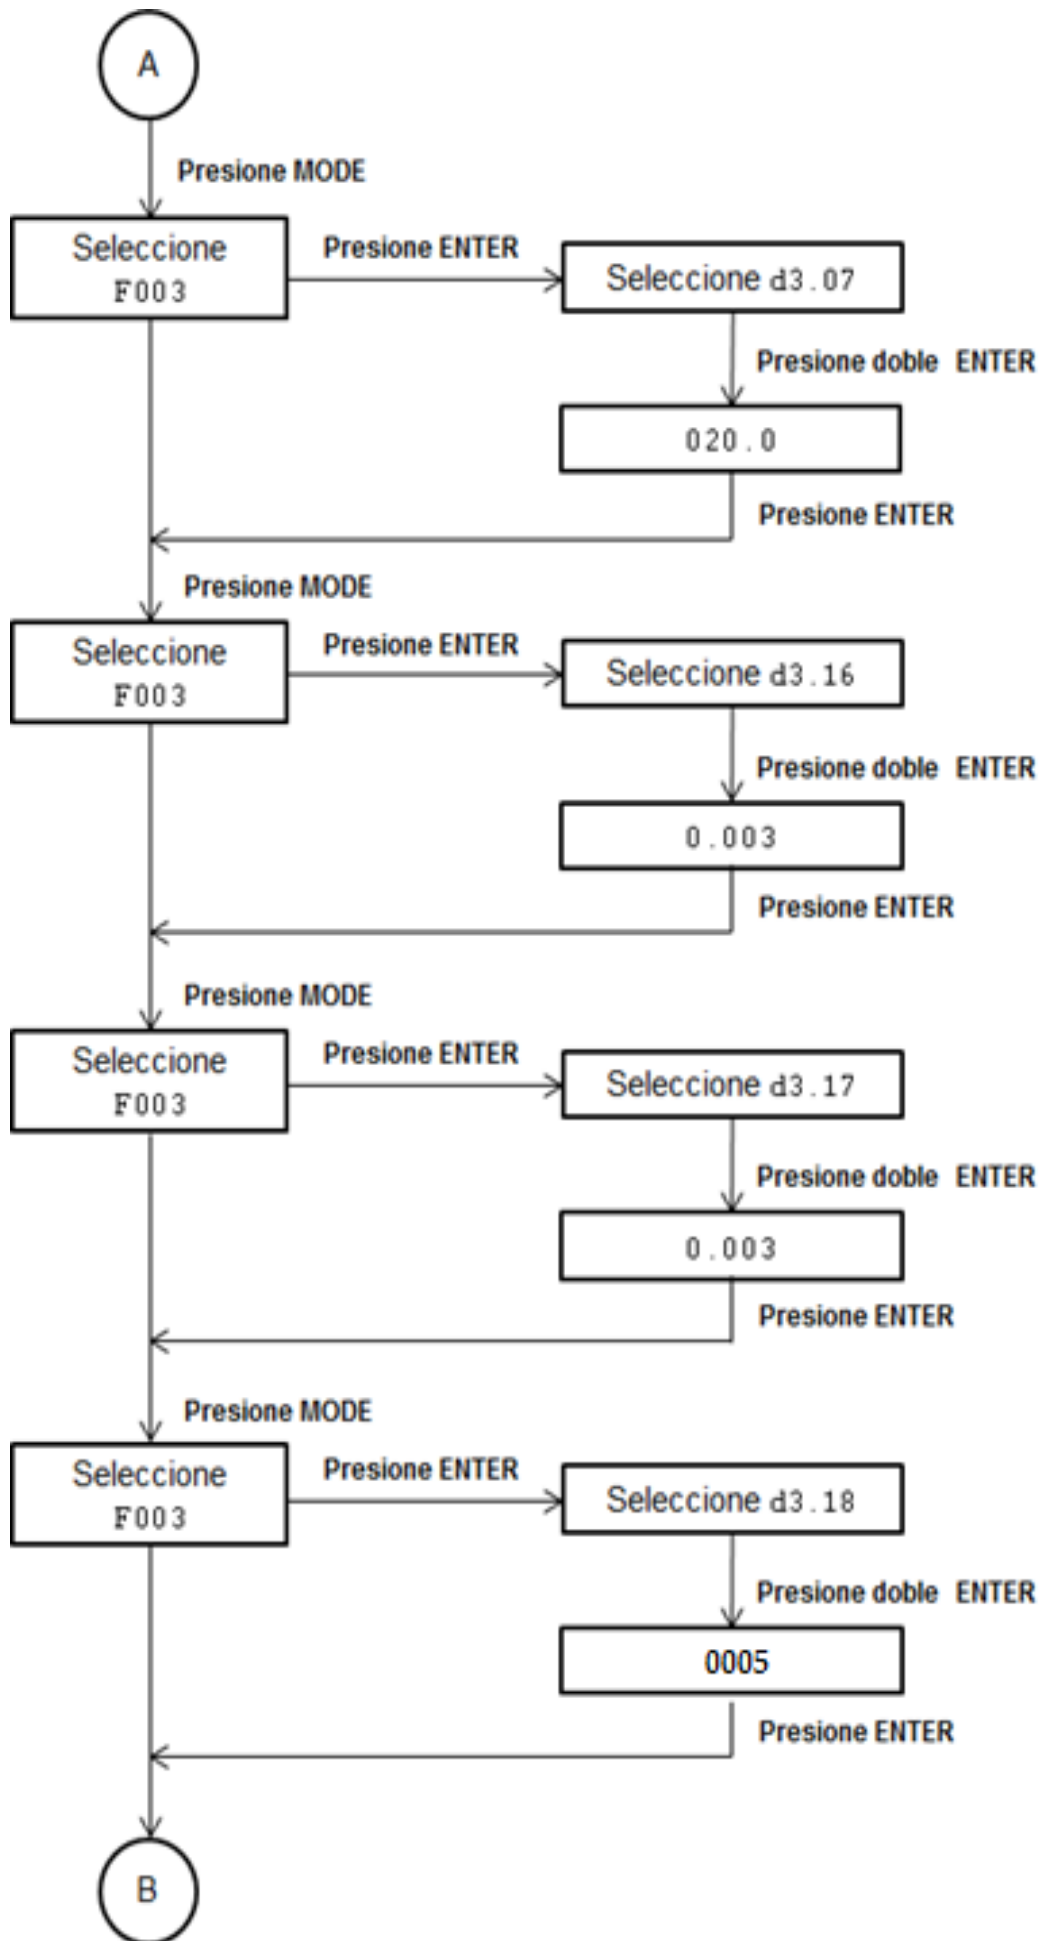 A
Presione MODE
Seleccione
F003
Presione ENTER
Seleccione d3.07
Presione doble ENTER
020.0
Presione ENTER
Presione MODE
Seleccione
F003
Presione ENTER
Seleccione d3.16
Presione doble ENTER
0.003
Presione ENTER
Presione MODE
Seleccione
F003
Presione ENTER
Seleccione d3.17
Presione doble ENTER
0.003
Presione ENTER
Presione MODE
Seleccione
F003
Presione ENTER
Seleccione d3.18
Presione doble ENTER
0005
Presione ENTER
B